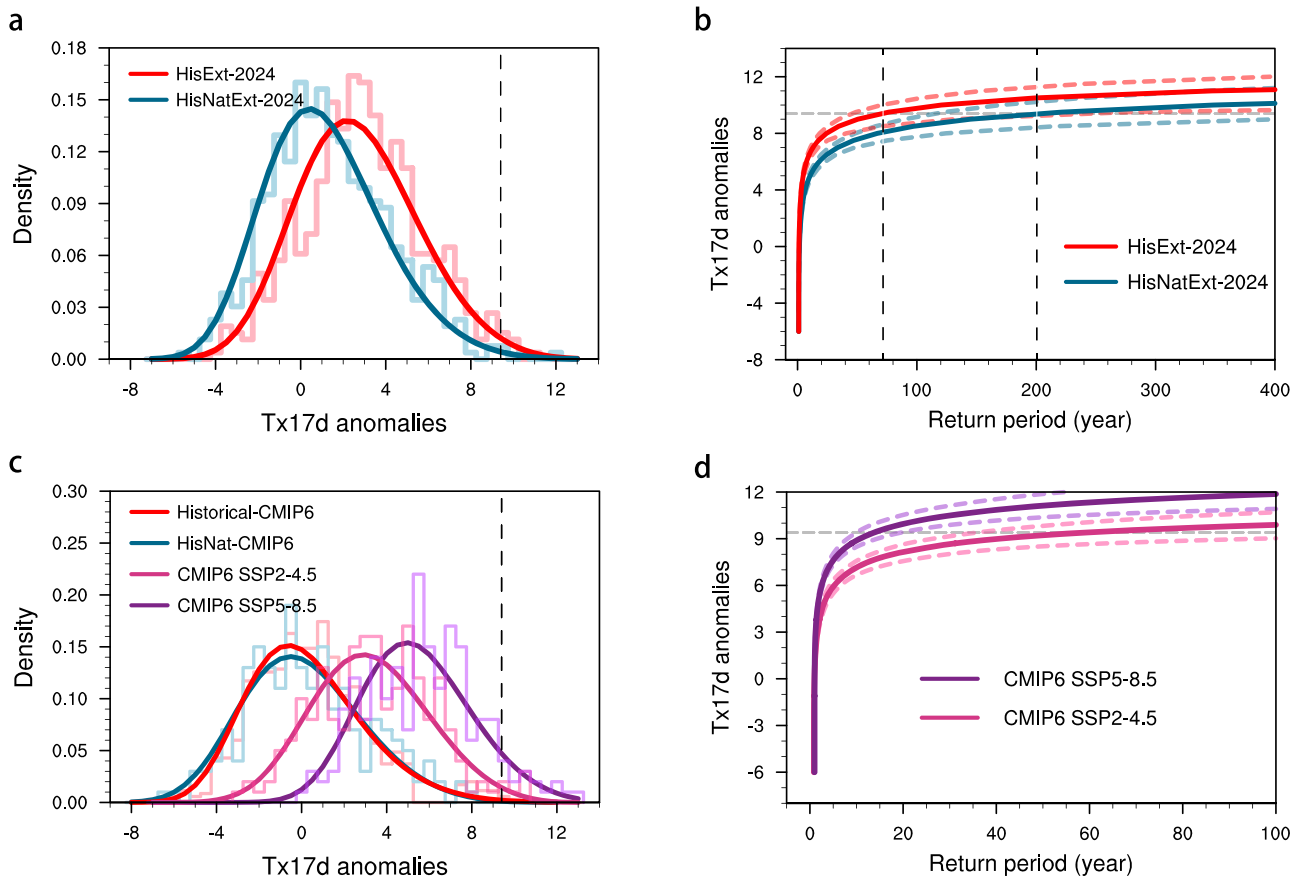 a
0.18
0.15
0.12
0.09
0.06
0.03
0.00
Density
HisExt-2024
HisNatExt-2024
-8 -4 0 4 8 12
Tx17d anomalies
b
12
9
8
4
0
-4
-8
Tx17d anomalies
HisExt-2024
HisNatExt-2024
0 100 200 300 400
Return period (year)
c
0.30
0.25
0.20
0.15
0.10
0.05
0.00
Density
Historical-CMIP6
HisNat-CMIP6
CMIP6 SSP2-4.5
CMIP6 SSP5-8.5
-8 -4 0 4 8 12
Tx17d anomalies
d
12
9
6
3
0
-3
-6
Tx17d anomalies
CMIP6 SSP5-8.5
CMIP6 SSP2-4.5
0 20 40 60 80 100
Return period (year)